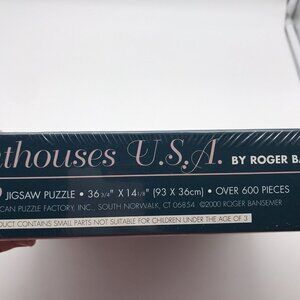 thouses U.S.A. BY ROGER BA
JIGSAW PUZZLE • 36 3/4" X 14 1/8" (93 X 36cm) • OVER 600 PIECES
CAN PUZZLE FACTORY, INC., SOUTH NORWALK, CT 06854 ©2000 ROGER BANSEMER
DUCT CONTAINS SMALL PARTS NOT SUITABLE FOR CHILDREN UNDER THE AGE OF 3